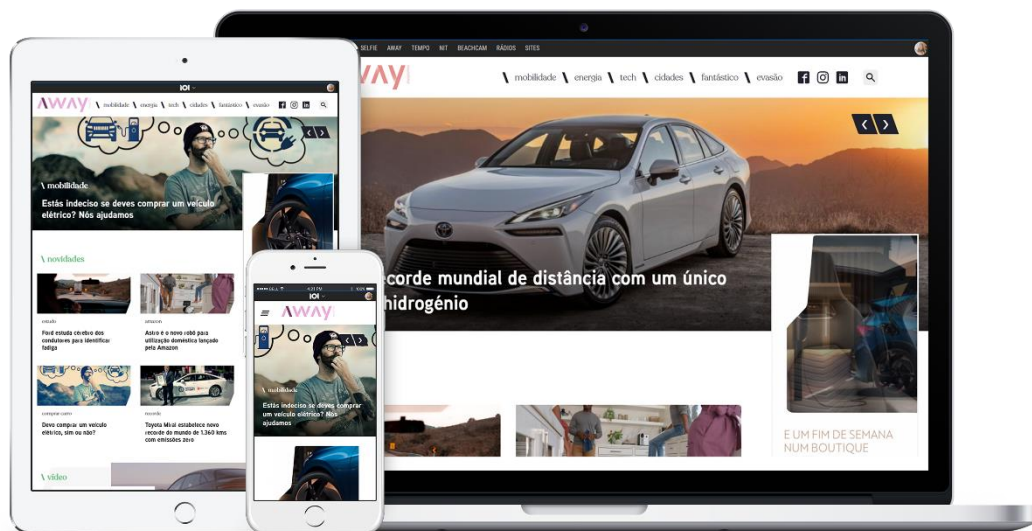 SELFIE AWAY TEMPO NIT BEACHCAM RÁDIOS SITES
\ mobilidade \ energia \ tech \ cidades \ fantástico \ evasão
ecorde mundial de distância com um único
hidrogénio
E UM FIM DE SEMANA
NUM BOUTIQUE
IOI
AWAY \ mobilidade \ energia \ tech \ cidades \ fantástico \ evasão
\ mobilidade
Estás indeciso se deves comprar um veículo
elétrico? Nós ajudamos
\ novidades
estudo
Ford estuda cérebro dos
condutores para identificar
fadiga
amazon
Astro é o novo robô para
utilização doméstica lançado
pela Amazon
comprar carro
Devo comprar um veículo
elétrico, sim ou não?
recorde
Toyota Mirai estabelece novo
recorde do mundo de 1.360 kms
com emissões zero
\ vídeo
4:21 PM
IOI
AWAY
\ mobilidade
Estás indeciso se deves comprar
um veículo elétrico? Nós
ajudamos